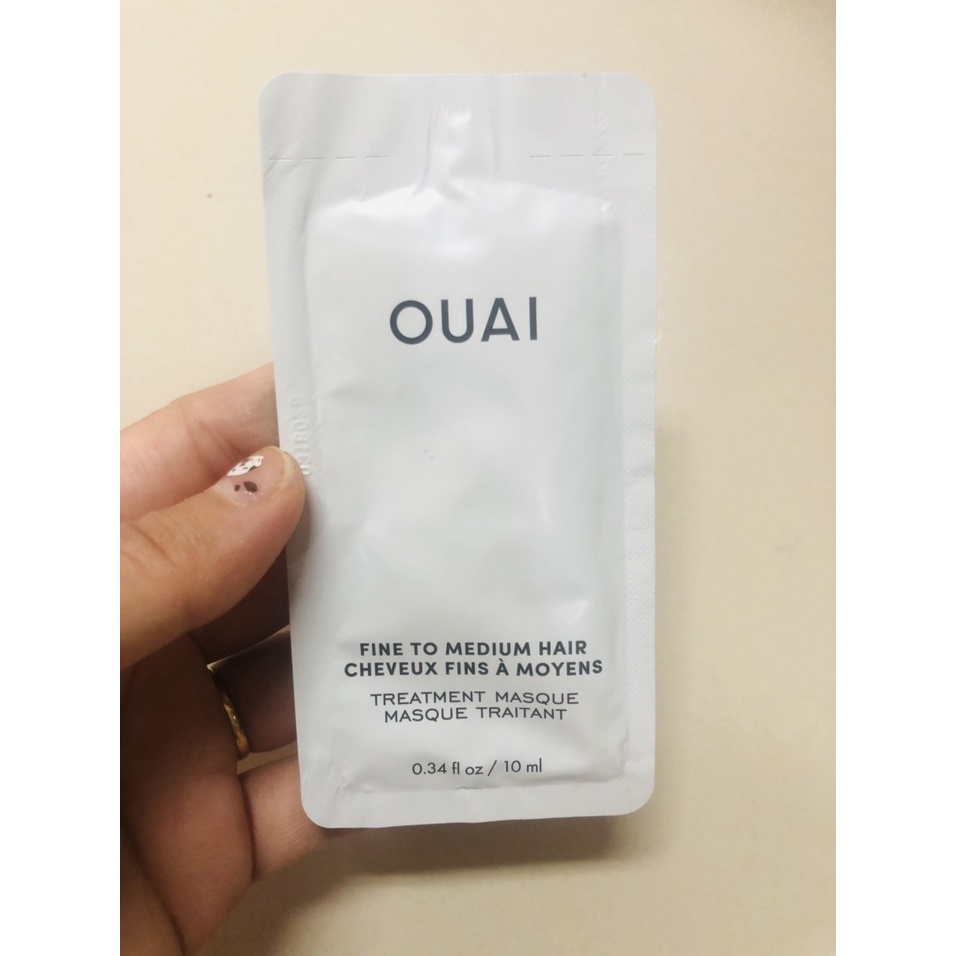 OUAI
FINE TO MEDIUM HAIR
CHEVEUX FINS À MOYENS
TREATMENT MASQUE
MASQUE TRAITANT
0.34 fl oz / 10 ml